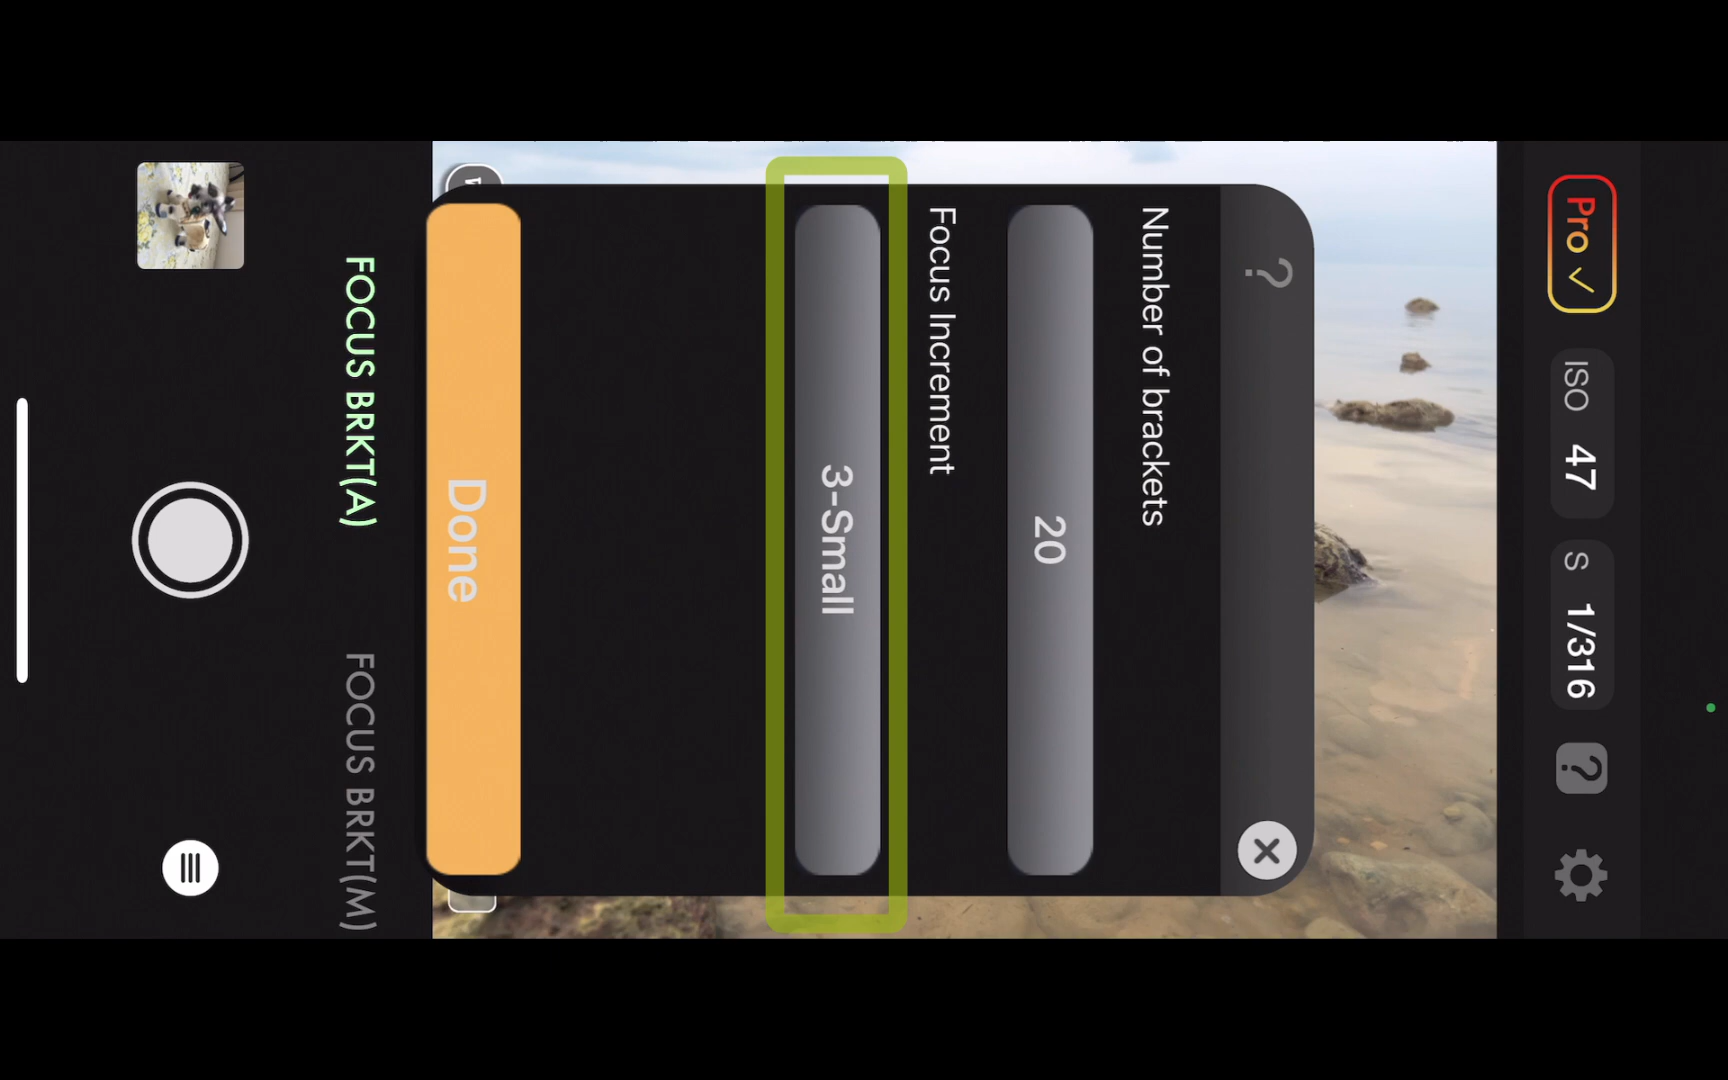 Pro ✓ ISO 47 S 1/316 ?
?
Number of brackets
20
Focus Increment
3-Small
Done
FOCUS BRKT(A) FOCUS BRKT(M)